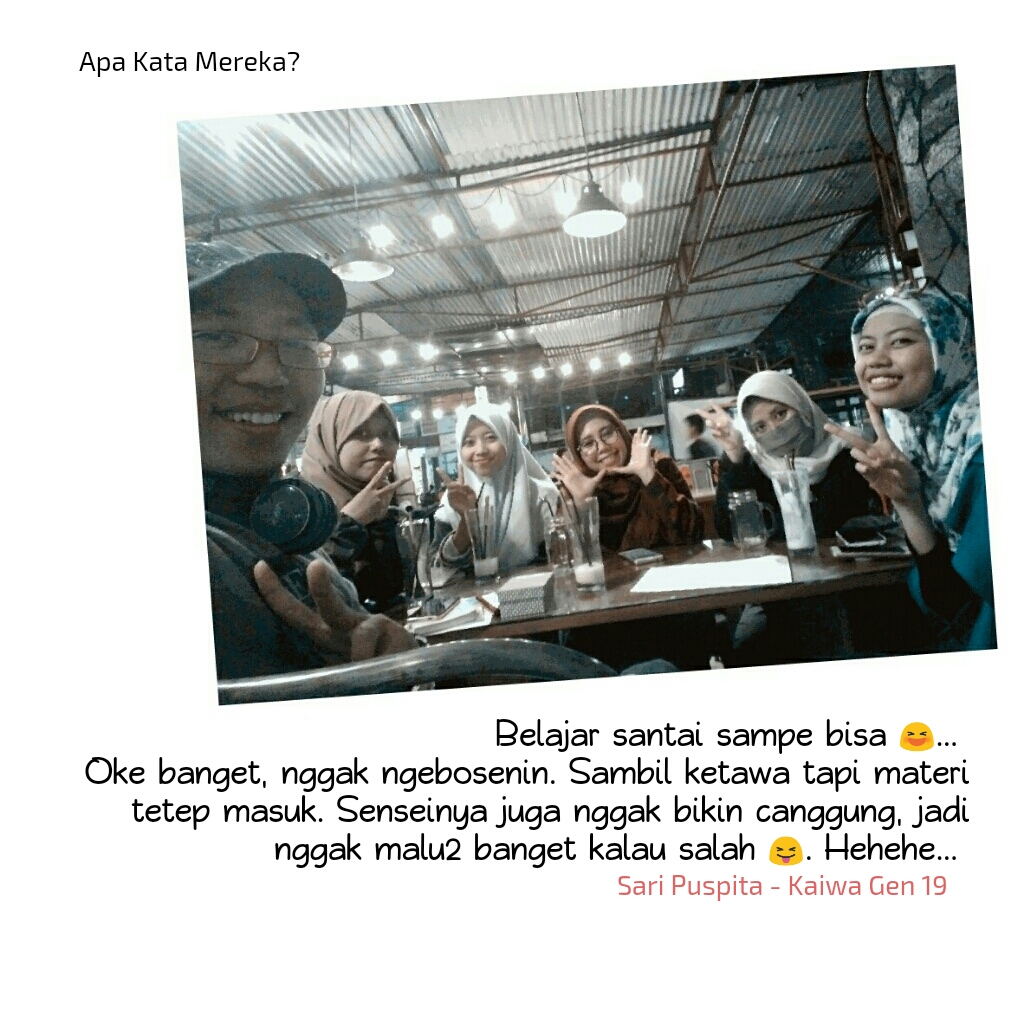 Apa Kata Mereka?
Belajar santai sampe bisa 😆...
Oke banget, nggak ngebosenin. Sambil ketawa tapi materi
tetep masuk. Senseinya juga nggak bikin canggung, jadi
nggak malu2 banget kalau salah 😝. Hehehe...
Sari Puspita - Kaiwa Gen 19